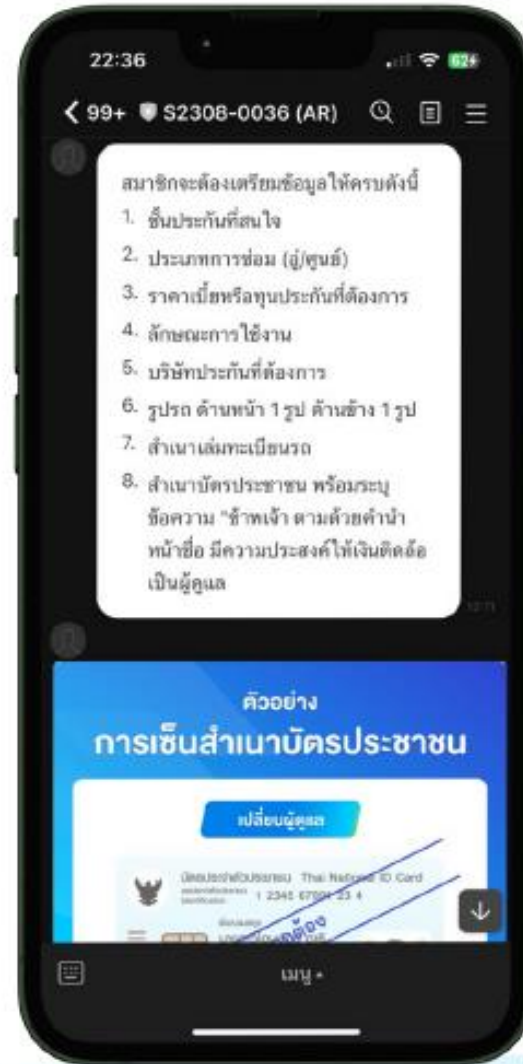 22:36
62
99+ S2308-0036 (AR)
สมาชิกจะต้องเตรียมข้อมูลให้ครบดังนี้
1. ชั้นประกันที่สนใจ
2. ประเภทการซ่อม (อู่/ศูนย์)
3. ราคาเบี้ยหรือทุนประกันที่ต้องการ
4. ลักษณะการใช้งาน
5. บริษัทประกันที่ต้องการ
6. รูปรถ ด้านหน้า 1 รูป ด้านข้าง 1 รูป
7. สำเนาเล่มทะเบียนรถ
8. สำเนาบัตรประชาชน พร้อมระบุ
ข้อความ "ข้าพเจ้า ตามด้วยคำนำ
หน้าชื่อ มีความประสงค์ให้เงินติดล้อ
เป็นผู้ดูแล
ตัวอย่าง
การเซ็นสำเนาบัตรประชาชน
เปลี่ยนผู้ดูแล
บัตรประจำตัวประชาชน Thai National ID Card
เมนู